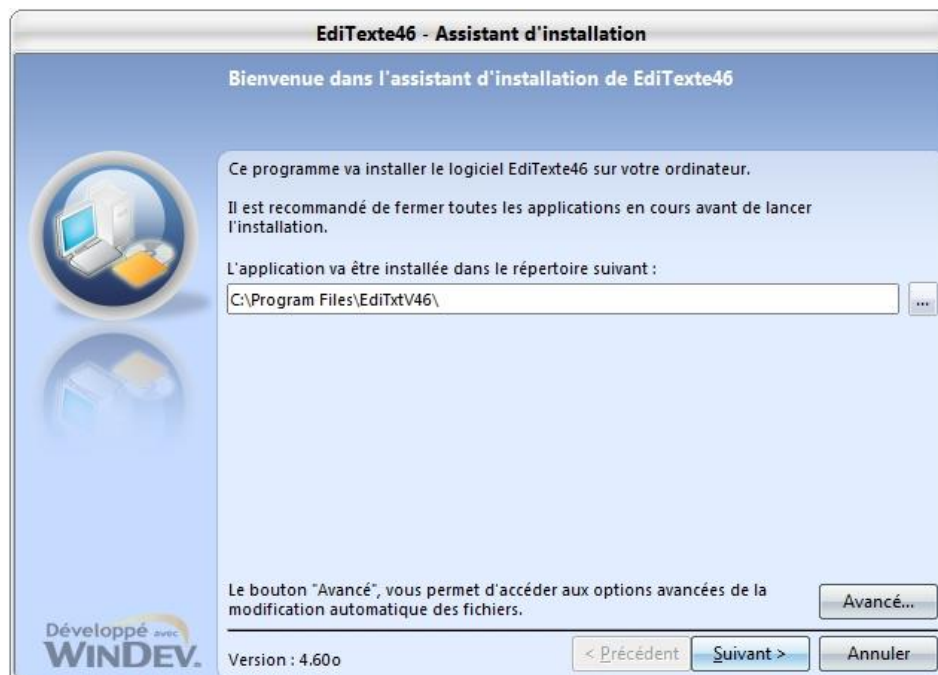 EdiTexte46 - Assistant d'installation
Bienvenue dans l'assistant d'installation de EdiTexte46
Ce programme va installer le logiciel EdiTexte46 sur votre ordinateur.
Il est recommandé de fermer toutes les applications en cours avant de lancer
l'installation.
L'application va être installée dans le répertoire suivant :
C:\Program Files\EdiTxtV46\
...
Le bouton "Avancé", vous permet d'accéder aux options avancées de la
modification automatique des fichiers.
Avancé...
Développé avec
WINDEV.
Version : 4.60o
< Précédent
Suivant >
Annuler